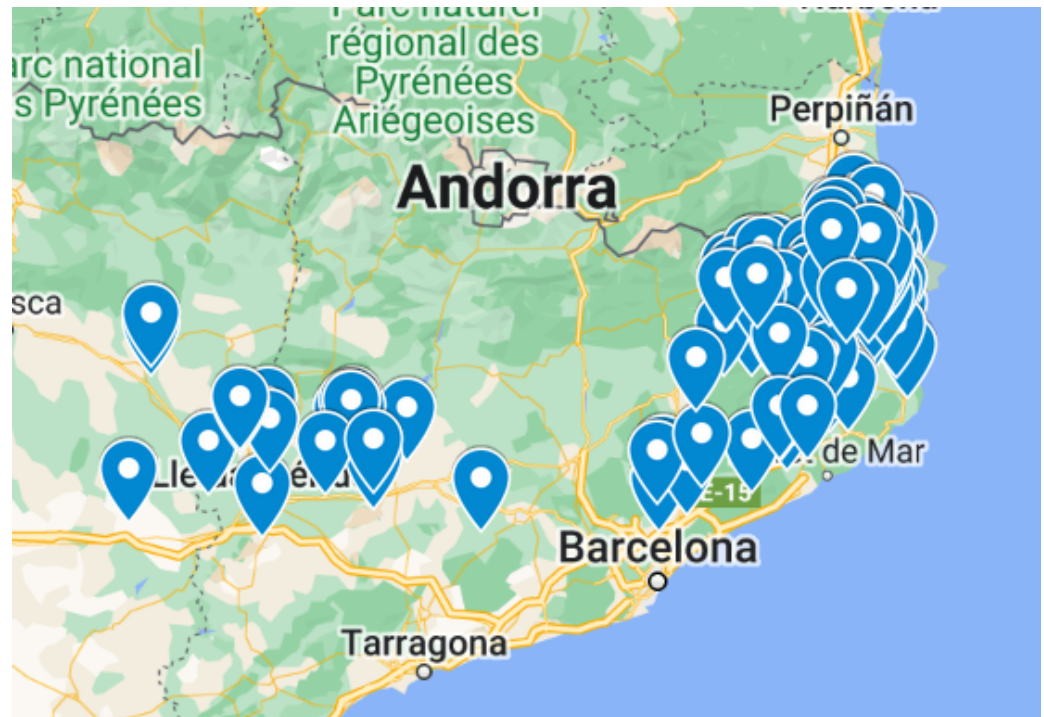 Parc naturel
régional des
Pyrénées
Ariégeoises
arc national
s Pyrénées
Perpiñán
Andorra
sca
de Mar
E-15
Barcelona
Tarragona